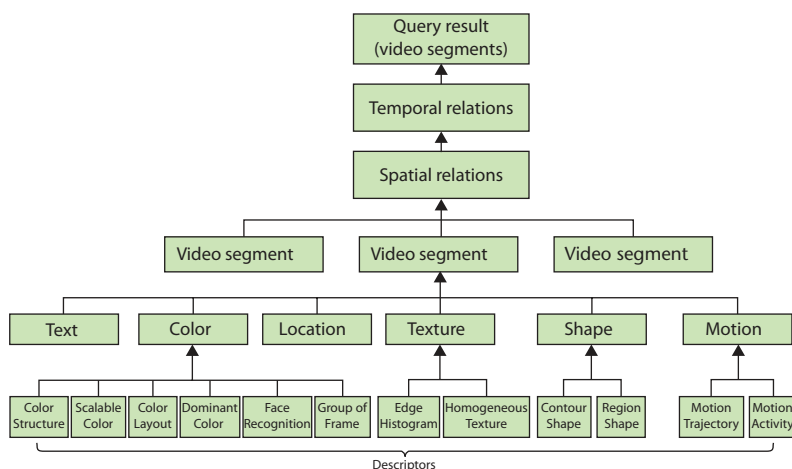 Query result
(video segments)
Temporal relations
Spatial relations
Video segment
Video segment
Video segment
Text
Color
Location
Texture
Shape
Motion
Color
Structure
Scalable
Color
Color
Layout
Dominant
Color
Face
Recognition
Group of
Frame
Edge
Histogram
Homogeneous
Texture
Contour
Shape
Region
Shape
Motion
Trajectory
Motion
Activity
Descriptors